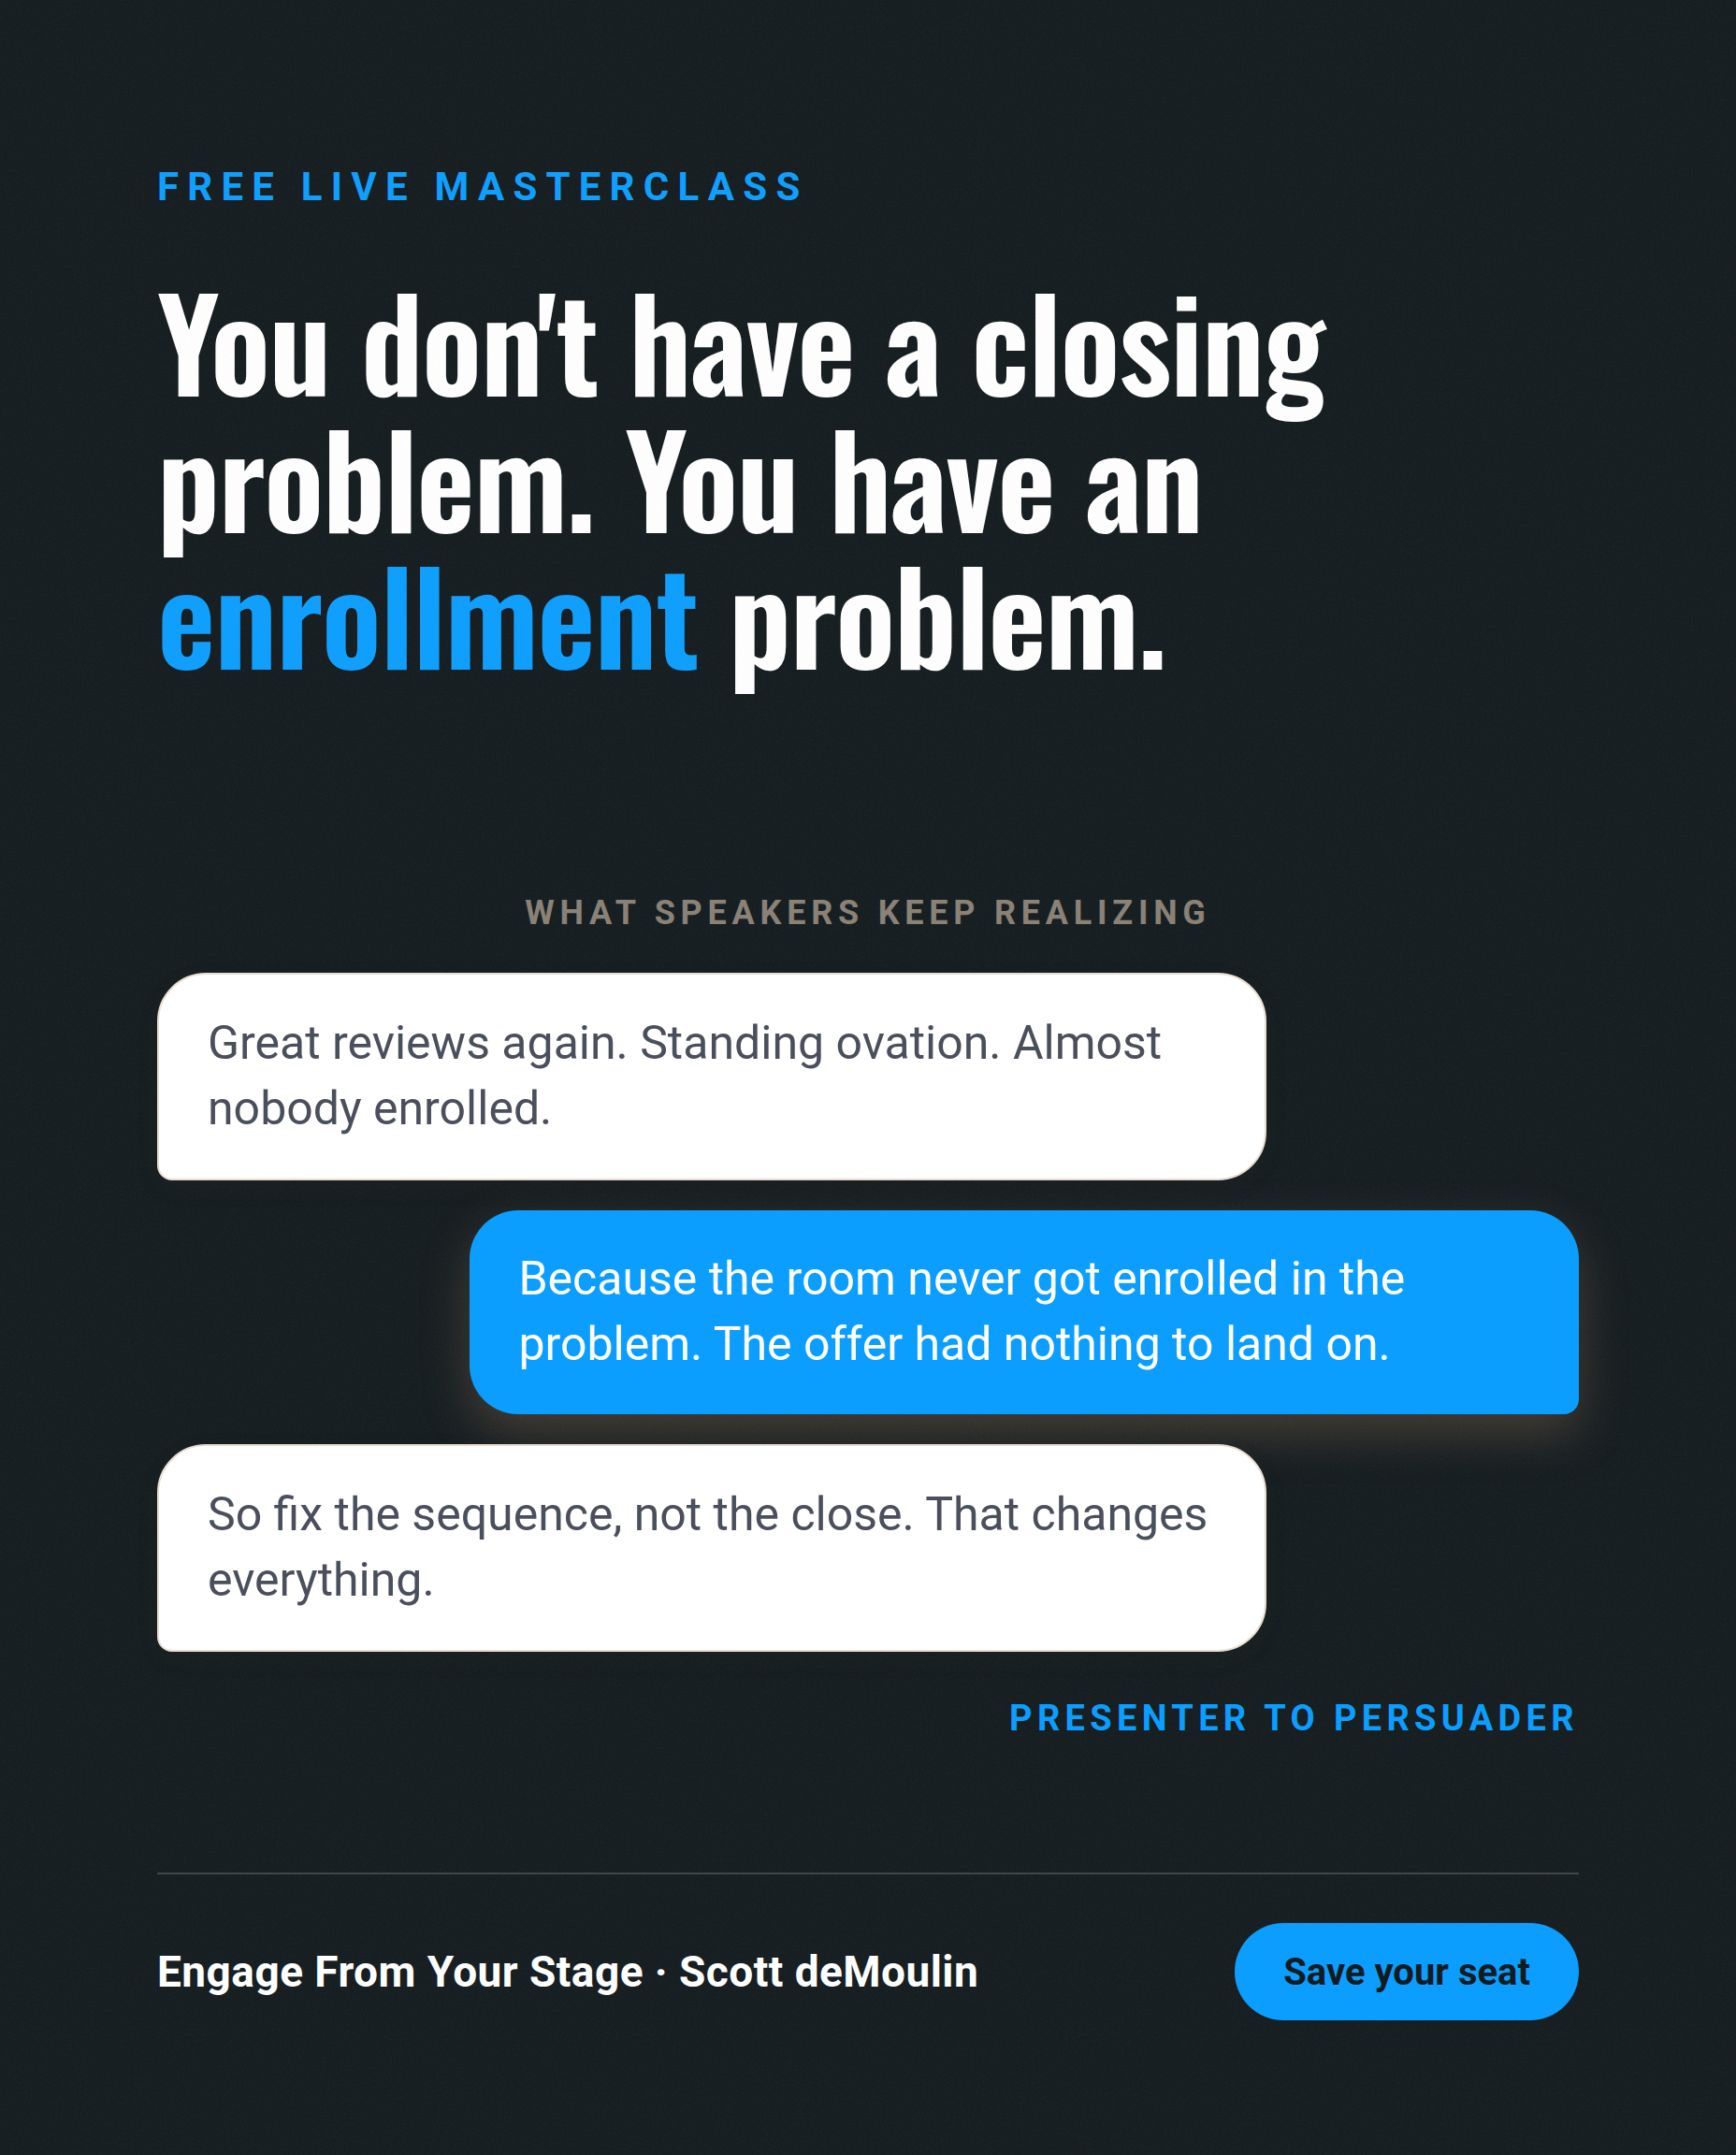 FREE LIVE MASTERCLASS
You don't have a closing
problem. You have an
enrollment problem.
WHAT SPEAKERS KEEP REALIZING
Great reviews again. Standing ovation. Almost
nobody enrolled.
Because the room never got enrolled in the
problem. The offer had nothing to land on.
So fix the sequence, not the close. That changes
everything.
PRESENTER TO PERSUADER
Engage From Your Stage · Scott deMoulin
Save your seat